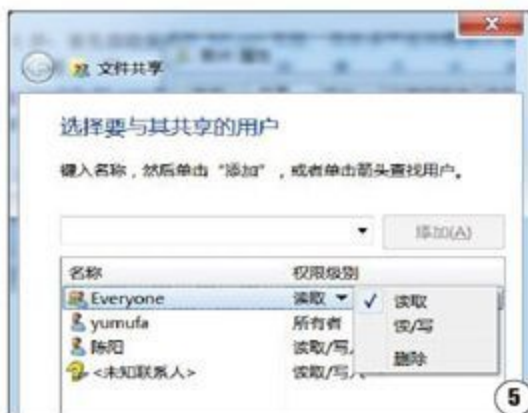 文件共享
选择要与其共享的用户
键入名称，然后单击“添加”，或者单击箭头查找用户。
添加(A)
名称 权限级别
Everyone 读取 ✓ 读取
yumufa 所有者 读/写
陈阳 读取/写 删除
<未知联系人> 读取/写
5